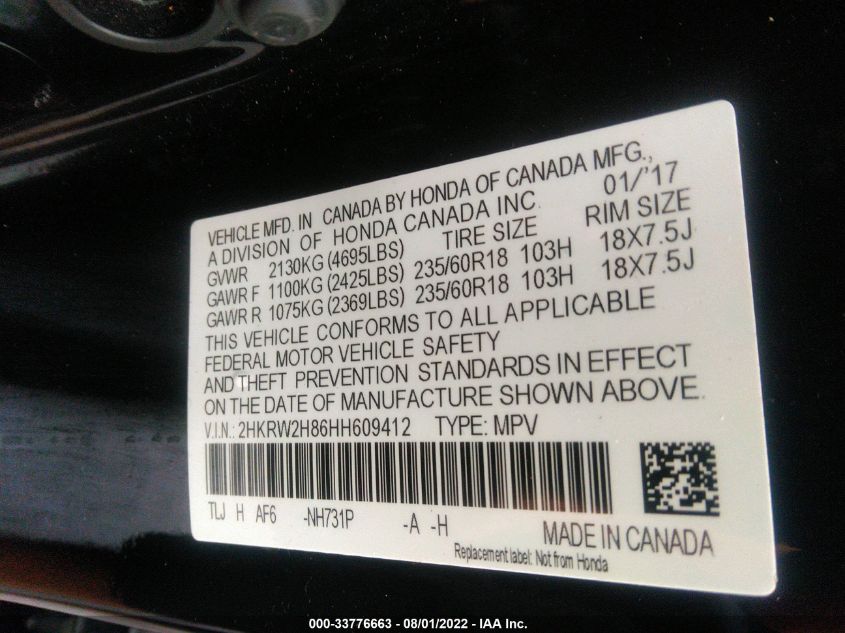 VEHICLE MFD. IN CANADA BY HONDA OF CANADA MFG.,
A DIVISION OF HONDA CANADA INC. 01/'17
GVWR 2130KG (4695LBS) TIRE SIZE RIM SIZE
GAWR F 1100KG (2425LBS) 235/60R18 103H 18X7.5J
GAWR R 1075KG (2369LBS) 235/60R18 103H 18X7.5J
THIS VEHICLE CONFORMS TO ALL APPLICABLE
FEDERAL MOTOR VEHICLE SAFETY
AND THEFT PREVENTION STANDARDS IN EFFECT
ON THE DATE OF MANUFACTURE SHOWN ABOVE.
V.I.N.: 2HKRW2H86HH609412 TYPE: MPV
TLJ H AF6 -NH731P -A -H
MADE IN CANADA
Replacement label: Not from Honda
000-33776663 - 08/01/2022 - IAA Inc.